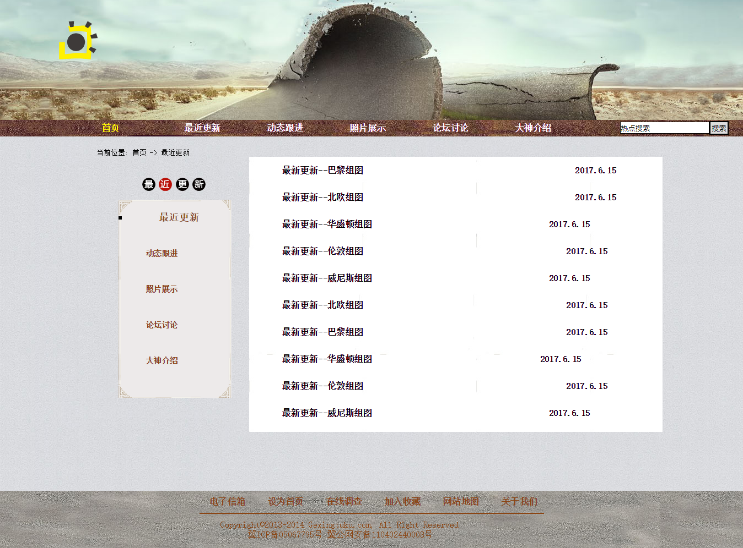 首页 最近更新 动态跟进 照片展示 论坛讨论 大神介绍 热点搜索 搜索
当前位置: 首页 -> 最近更新
最 近 更 新
最近更新
动态跟进
照片展示
论坛讨论
大神介绍
最新更新--巴黎组图 2017.6.15
最新更新--北欧组图 2017.6.15
最新更新--华盛顿组图 2017.6.15
最新更新--伦敦组图 2017.6.15
最新更新--威尼斯组图 2017.6.15
最新更新--北欧组图 2017.6.15
最新更新--巴黎组图 2017.6.15
最新更新--华盛顿组图 2017.6.15
最新更新--伦敦组图 2017.6.15
最新更新--威尼斯组图 2017.6.15
电子信箱 设为首页 在线调查 加入收藏 网站地图 关于我们
All Right Reserved